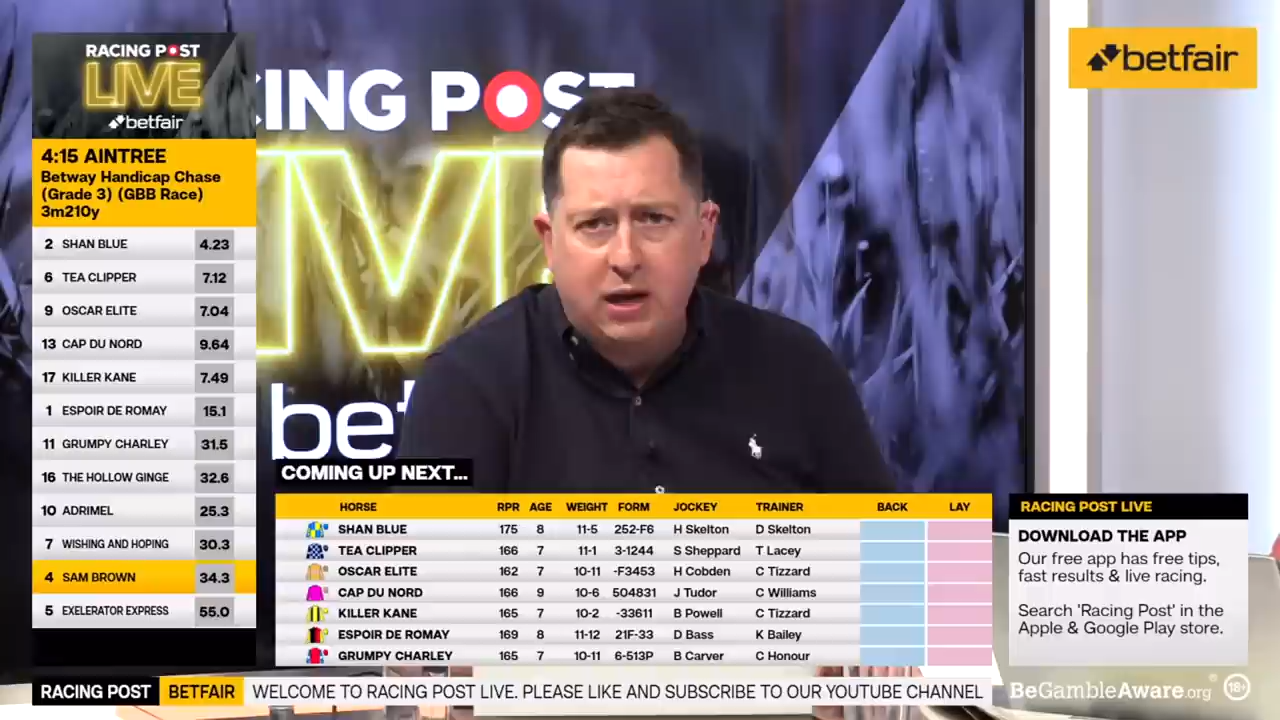 RACING POST
LIVE
betfair
4:15 AINTREE
Betway Handicap Chase
(Grade 3) (GBB Race)
3m210y
2 SHAN BLUE 4.23
6 TEA CLIPPER 7.12
9 OSCAR ELITE 7.04
13 CAP DU NORD 9.64
17 KILLER KANE 7.49
1 ESPOIR DE ROMAY 15.1
11 GRUMPY CHARLEY 31.5
16 THE HOLLOW GINGE 32.6
10 ADRIMEL 25.3
7 WISHING AND HOPING 30.3
4 SAM BROWN 34.3
5 EXELERATOR EXPRESS 55.0
CING POST
IVE
bet
betfair
COMING UP NEXT...
HORSE RPR AGE WEIGHT FORM JOCKEY TRAINER BACK LAY
SHAN BLUE 175 8 11-5 252-F6 H Skelton D Skelton
TEA CLIPPER 166 7 11-1 3-1244 S Sheppard T Lacey
OSCAR ELITE 162 7 10-11 -F3453 H Cobden C Tizzard
CAP DU NORD 166 9 10-6 504831 J Tudor C Williams
KILLER KANE 165 7 10-2 -33611 B Powell C Tizzard
ESPOIR DE ROMAY 169 8 11-12 21F-33 D Bass K Bailey
GRUMPY CHARLEY 165 7 10-11 6-513P B Carver C Honour
RACING POST LIVE
DOWNLOAD THE APP
Our free app has free tips,
fast results & live racing.
Search 'Racing Post' in the
Apple & Google Play store.
RACING POST BETFAIR WELCOME TO RACING POST LIVE. PLEASE LIKE AND SUBSCRIBE TO OUR YOUTUBE CHANNEL
BeGambleAware.org® 18+